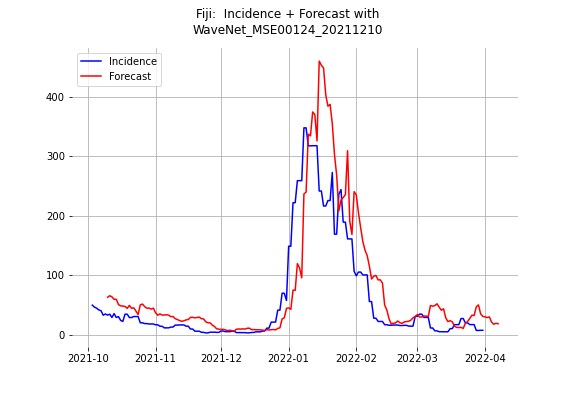 Fiji:  Incidence + Forecast with
WaveNet_MSE00124_20211210
Incidence
Forecast
400
300
200
100
0
2021-10 2021-11 2021-12 2022-01 2022-02 2022-03 2022-04